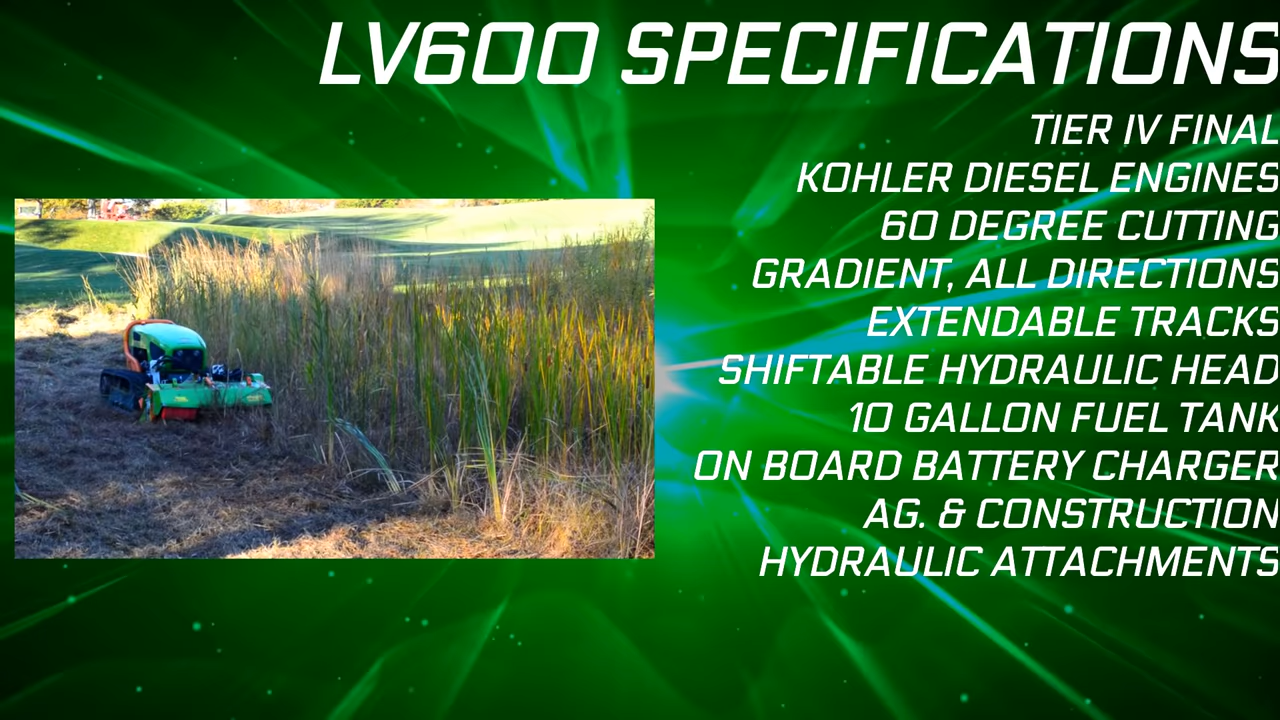 LV600 SPECIFICATIONS
TIER IV FINAL
KOHLER DIESEL ENGINES
60 DEGREE CUTTING
GRADIENT, ALL DIRECTIONS
EXTENDABLE TRACKS
SHIFTABLE HYDRAULIC HEAD
10 GALLON FUEL TANK
ON BOARD BATTERY CHARGER
AG. & CONSTRUCTION
HYDRAULIC ATTACHMENTS